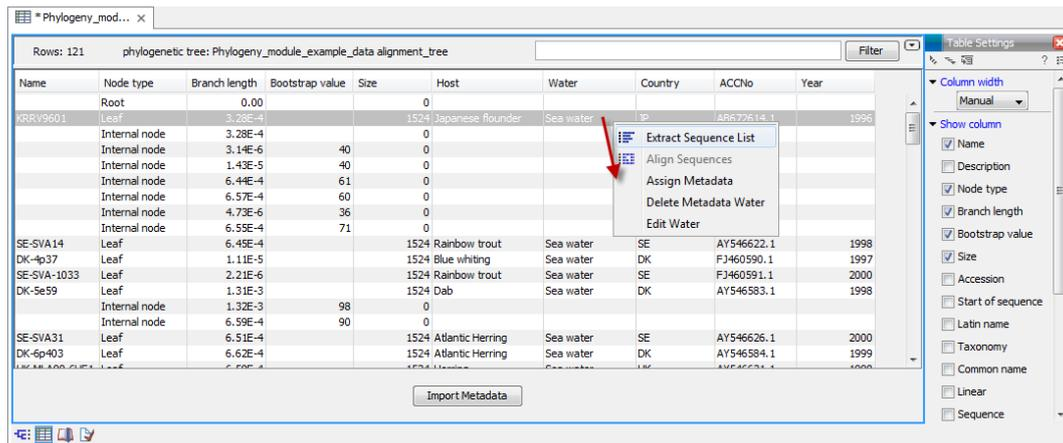 * Phylogeny_mod... ×
Rows: 121 phylogenetic tree: Phylogeny_module_example_data alignment_tree Filter
Name Node type Branch length Bootstrap value Size Host Water Country ACCNo Year
Root 0.00 0
KRRV9601 Leaf 3.28E-4 1524 Japanese flounder Sea water JP AB672614.1 1996
Internal node 3.28E-4 0
Internal node 3.14E-6 40 0
Internal node 1.43E-5 40 0
Internal node 6.44E-4 61 0
Internal node 6.57E-4 60 0
Internal node 4.73E-6 36 0
Internal node 6.55E-4 71 0
SE-SVA14 Leaf 6.45E-4 1524 Rainbow trout Sea water SE AY546622.1 1998
DK-4p37 Leaf 1.11E-5 1524 Blue whiting Sea water DK FJ460590.1 1997
SE-SVA-1033 Leaf 2.21E-6 1524 Rainbow trout Sea water SE FJ460591.1 2000
DK-5e59 Leaf 1.31E-3 1524 Dab Sea water DK AY546583.1 1998
Internal node 1.32E-3 98 0
Internal node 6.59E-4 90 0
SE-SVA31 Leaf 6.51E-4 1524 Atlantic Herring Sea water SE AY546626.1 2000
DK-6p403 Leaf 6.62E-4 1524 Atlantic Herring Sea water DK AY546584.1 1999
Extract Sequence List
Align Sequences
Assign Metadata
Delete Metadata Water
Edit Water
Import Metadata
Table Settings
?
Column width
Manual
Show column
Name
Description
Node type
Branch length
Bootstrap value
Size
Accession
Start of sequence
Latin name
Taxonomy
Common name
Linear
Sequence